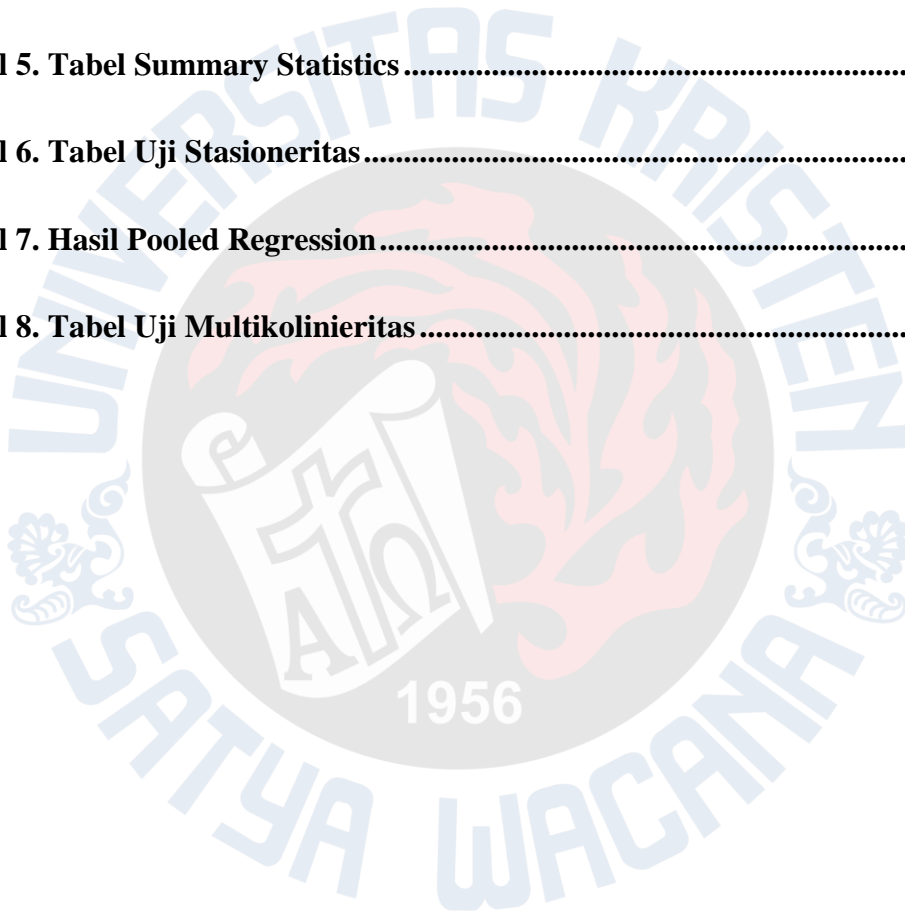 l 5. Tabel Summary Statistics ................................................................................
l 6. Tabel Uji Stasioneritas ................................................................................
l 7. Hasil Pooled Regression ................................................................................
l 8. Tabel Uji Multikolinieritas ................................................................................
UNIVERSITAS KRISTEN
ΑΩ
1956
SATYA WACANA